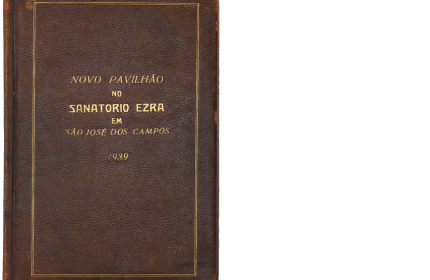 NOVO PAVILHÃO
NO
SANATORIO EZRA
EM
SÃO JOSÉ DOS CAMPOS
1939